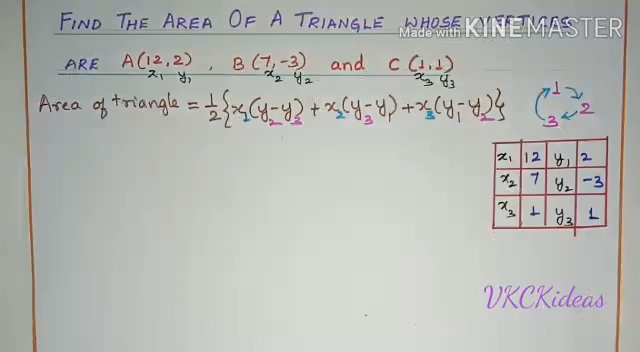 FIND THE AREA OF A TRIANGLE WHOSE VERTICES
Made with KINEMASTER
ARE A(12,2), B(7,-3) and C(1,1)
x₁ y₁ x₂ y₂ x₃ y₃
Area of triangle = 1/2{x₁(y₂-y₃)+x₂(y₃-y₁)+x₃(y₁-y₂)}
1
2
3
x₁ 12 y₁ 2
x₂ 7 y₂ -3
x₃ 1 y₃ 1
VKCKideas